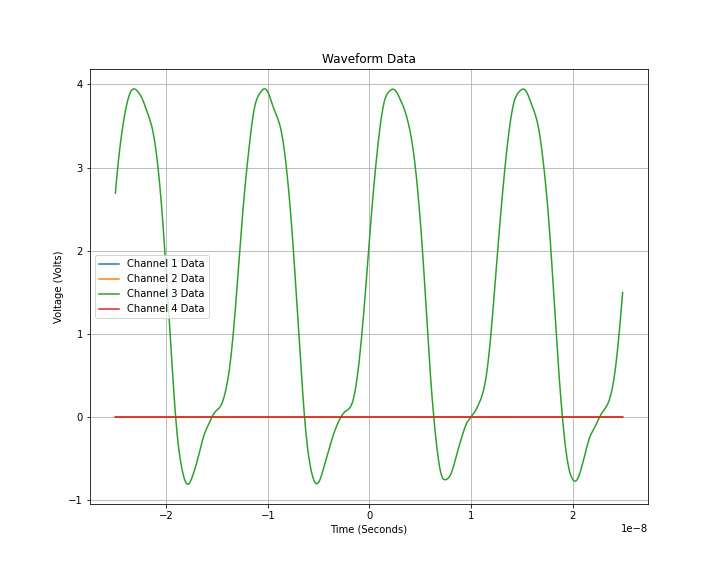 Waveform Data
4
3
2
1
0
−1
Voltage (Volts)
Channel 1 Data
Channel 2 Data
Channel 3 Data
Channel 4 Data
−2 −1 0 1 2
Time (Seconds)
1e−8